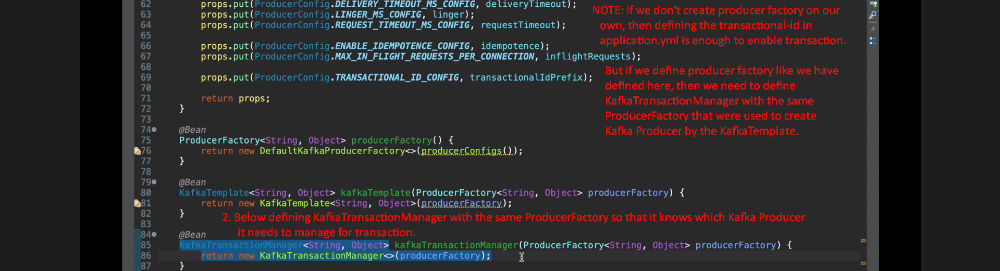 62 props.put(ProducerConfig.DELIVERY_TIMEOUT_MS_CONFIG, deliveryTimeout);
63 props.put(ProducerConfig.LINGER_MS_CONFIG, linger);
64 props.put(ProducerConfig.REQUEST_TIMEOUT_MS_CONFIG, requestTimeout);
65
66 props.put(ProducerConfig.ENABLE_IDEMPOTENCE_CONFIG, idempotence);
67 props.put(ProducerConfig.MAX_IN_FLIGHT_REQUESTS_PER_CONNECTION, inflightRequests);
68
69 props.put(ProducerConfig.TRANSACTIONAL_ID_CONFIG, transactionalIdPrefix);
70
71 return props;
72 }
73
74 @Bean
75 ProducerFactory<String, Object> producerFactory() {
76 return new DefaultKafkaProducerFactory<>(producerConfigs());
77 }
78
79 @Bean
80 KafkaTemplate<String, Object> kafkaTemplate(ProducerFactory<String, Object> producerFactory) {
81 return new KafkaTemplate<String, Object>(producerFactory);
82 }
83
84 @Bean
85 KafkaTransactionManager<String, Object> kafkaTransactionManager(ProducerFactory<String, Object> producerFactory) {
86 return new KafkaTransactionManager<>(producerFactory);
87 }
NOTE: If we don't create producer factory on our
own, then defining the transactional-id in
application.yml is enough to enable transaction.
But if we define producer factory like we have
defined here, then we need to define
KafkaTransactionManager with the same
ProducerFactory that were used to create
Kafka Producer by the KafkaTemplate.
2. Below defining KafkaTransactionManager with the same ProducerFactory so that it knows which Kafka Producer
it needs to manage for transaction.